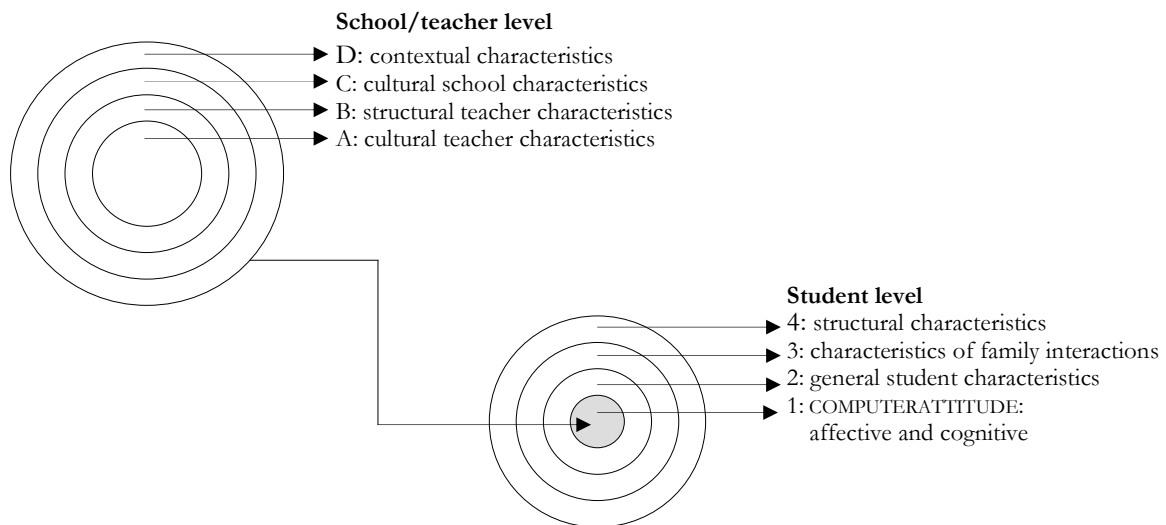 School/teacher level
D: contextual characteristics
C: cultural school characteristics
B: structural teacher characteristics
A: cultural teacher characteristics
Student level
4: structural characteristics
3: characteristics of family interactions
2: general student characteristics
1: COMPUTERATTITUDE:
affective and cognitive